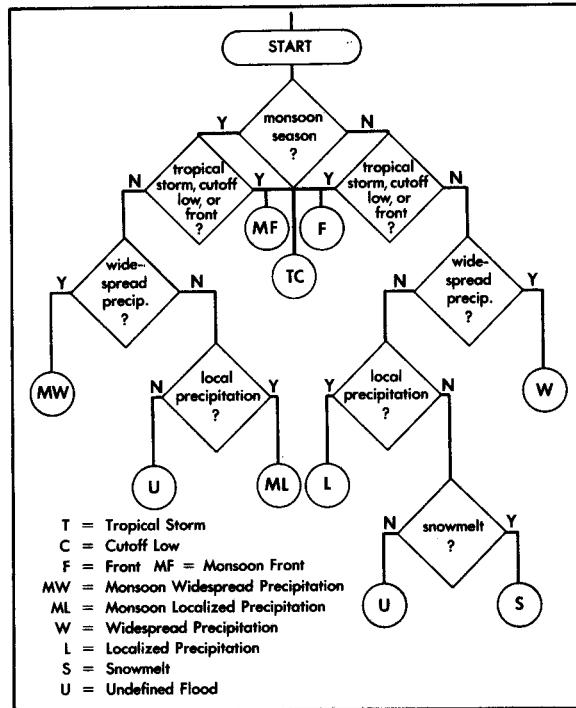 START
monsoon
season
?
Y
N
tropical
storm, cutoff
low, or
front
?
N
Y
tropical
storm, cutoff
low, or
front
?
Y
N
MF
F
TC
wide-
spread
precip.
?
Y
N
wide-
spread
precip.
?
N
Y
MW
local
precipitation
?
N
Y
local
precipitation
?
Y
N
W
U
ML
L
snowmelt
?
N
Y
U
S
T = Tropical Storm
C = Cutoff Low
F = Front MF = Monsoon Front
MW = Monsoon Widespread Precipitation
ML = Monsoon Localized Precipitation
W = Widespread Precipitation
L = Localized Precipitation
S = Snowmelt
U = Undefined Flood